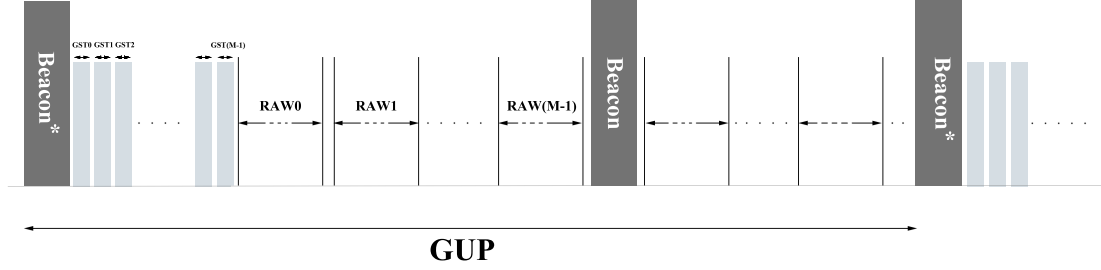 GST0 GST1 GST2 GST(M-1)
Beacon* Beacon Beacon*
RAW0 RAW1 RAW(M-1)
GUP